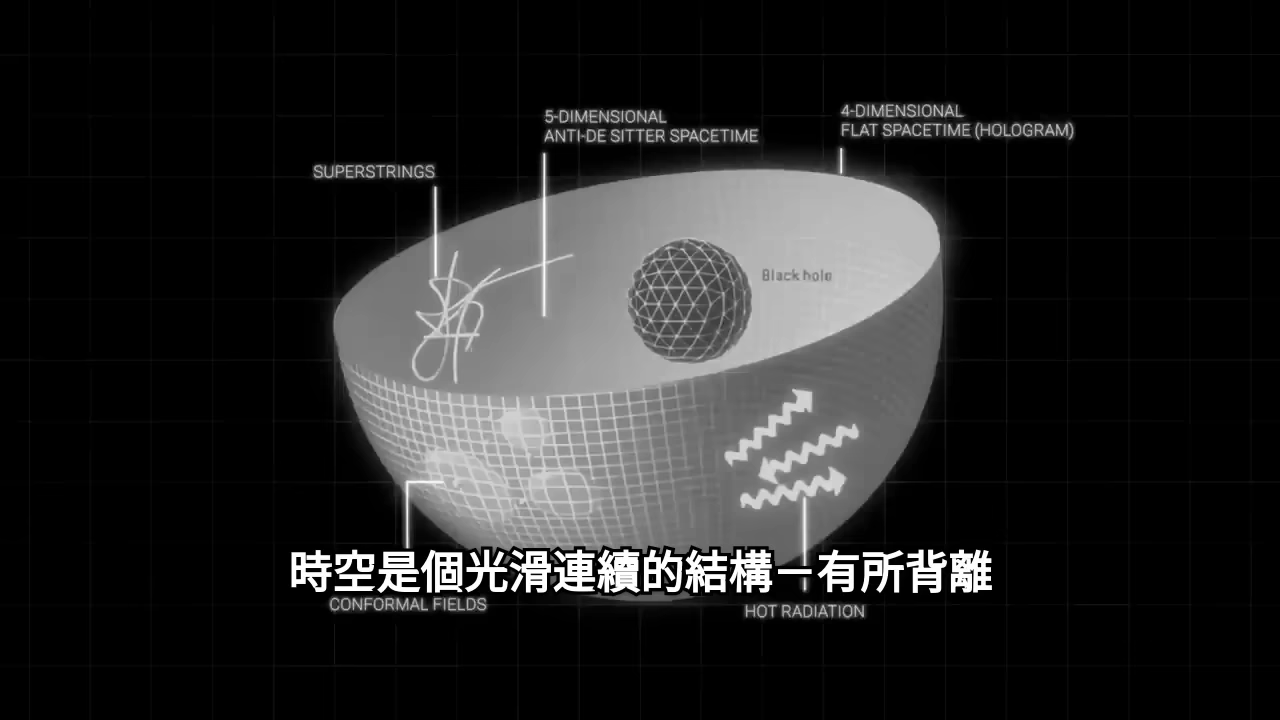 4-DIMENSIONAL
FLAT SPACETIME (HOLOGRAM)
5-DIMENSIONAL
ANTI-DE SITTER SPACETIME
SUPERSTRINGS
Black hole
時空是個光滑連續的結構－有所背離
CONFORMAL FIELDS
HOT RADIATION